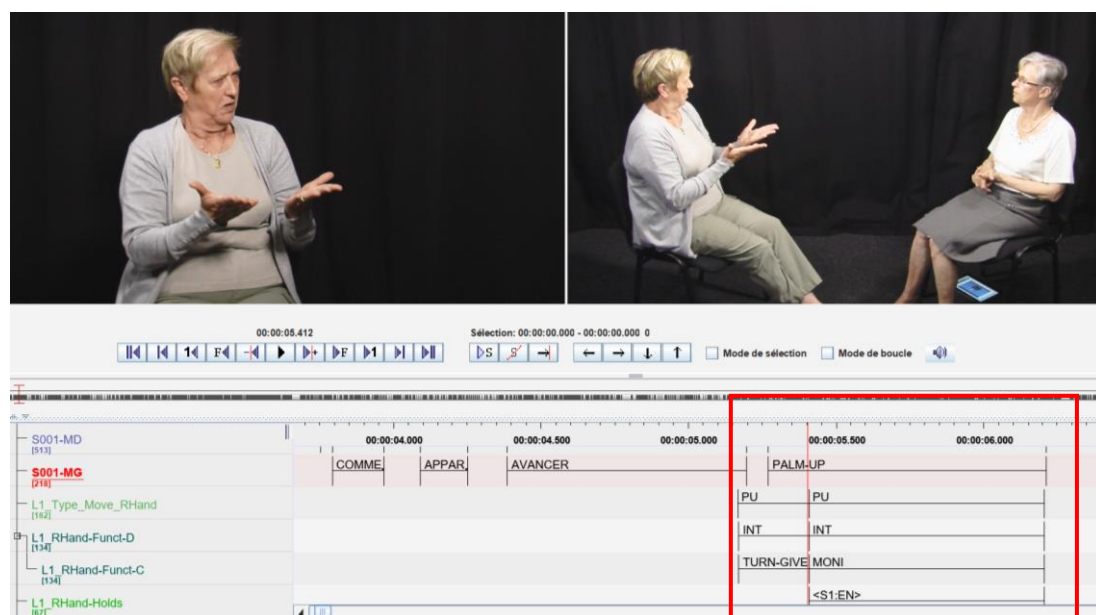 00:00:05.412
Sélection: 00:00:00.000 - 00:00:00.000 0
1 F - + F 1 S S Mode de sélection Mode de boucle
00:00:04.000 00:00:04.500 00:00:05.000 00:00:05.500 00:00:06.000
S001-MD
[513]
S001-MG COMME. APPAR. AVANCER PALM-UP
[218]
L1_Type_Move_RHand PU PU
[182]
L1_RHand-Funct-D INT INT
[134]
L1_RHand-Funct-C TURN-GIVE MONI
[134]
L1_RHand-Holds <S1:EN>
[67]